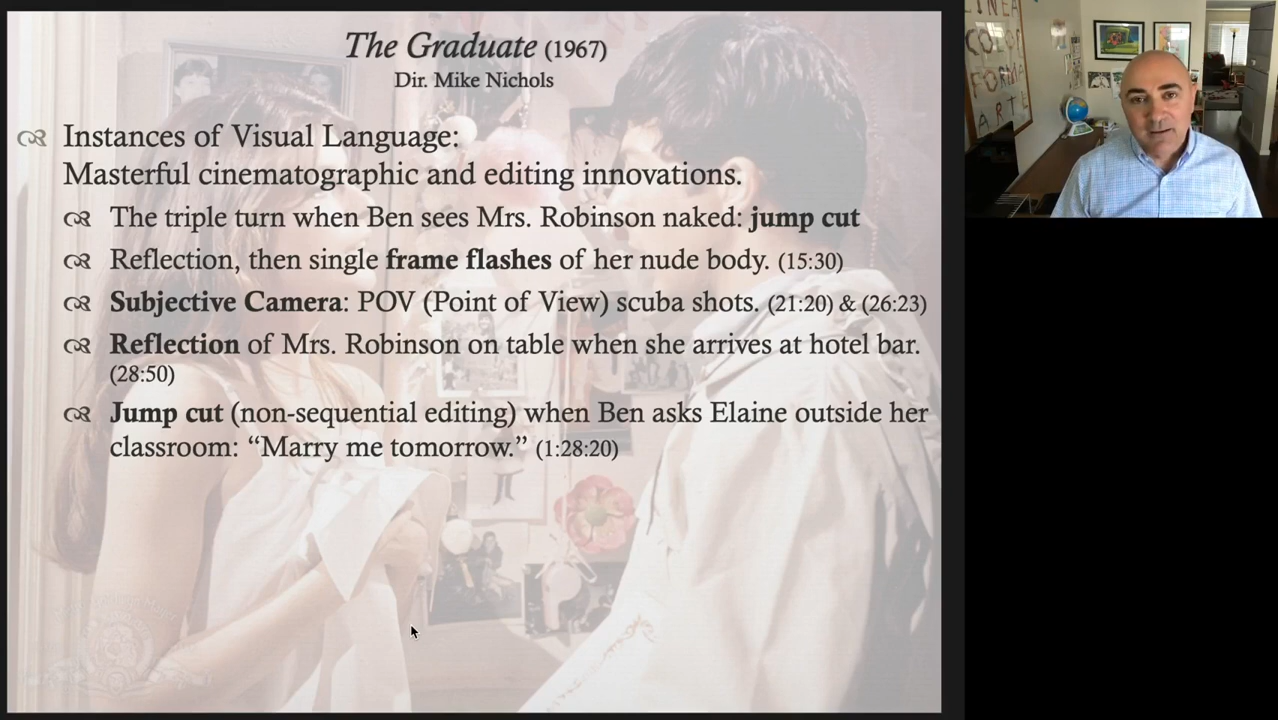 The Graduate (1967)
Dir. Mike Nichols
Instances of Visual Language:
Masterful cinematographic and editing innovations.
The triple turn when Ben sees Mrs. Robinson naked: jump cut
Reflection, then single frame flashes of her nude body. (15:30)
Subjective Camera: POV (Point of View) scuba shots. (21:20) & (26:23)
Reflection of Mrs. Robinson on table when she arrives at hotel bar.
(28:50)
Jump cut (non-sequential editing) when Ben asks Elaine outside her
classroom: “Marry me tomorrow.” (1:28:20)
LINEA
COLOR
FORMA
ART